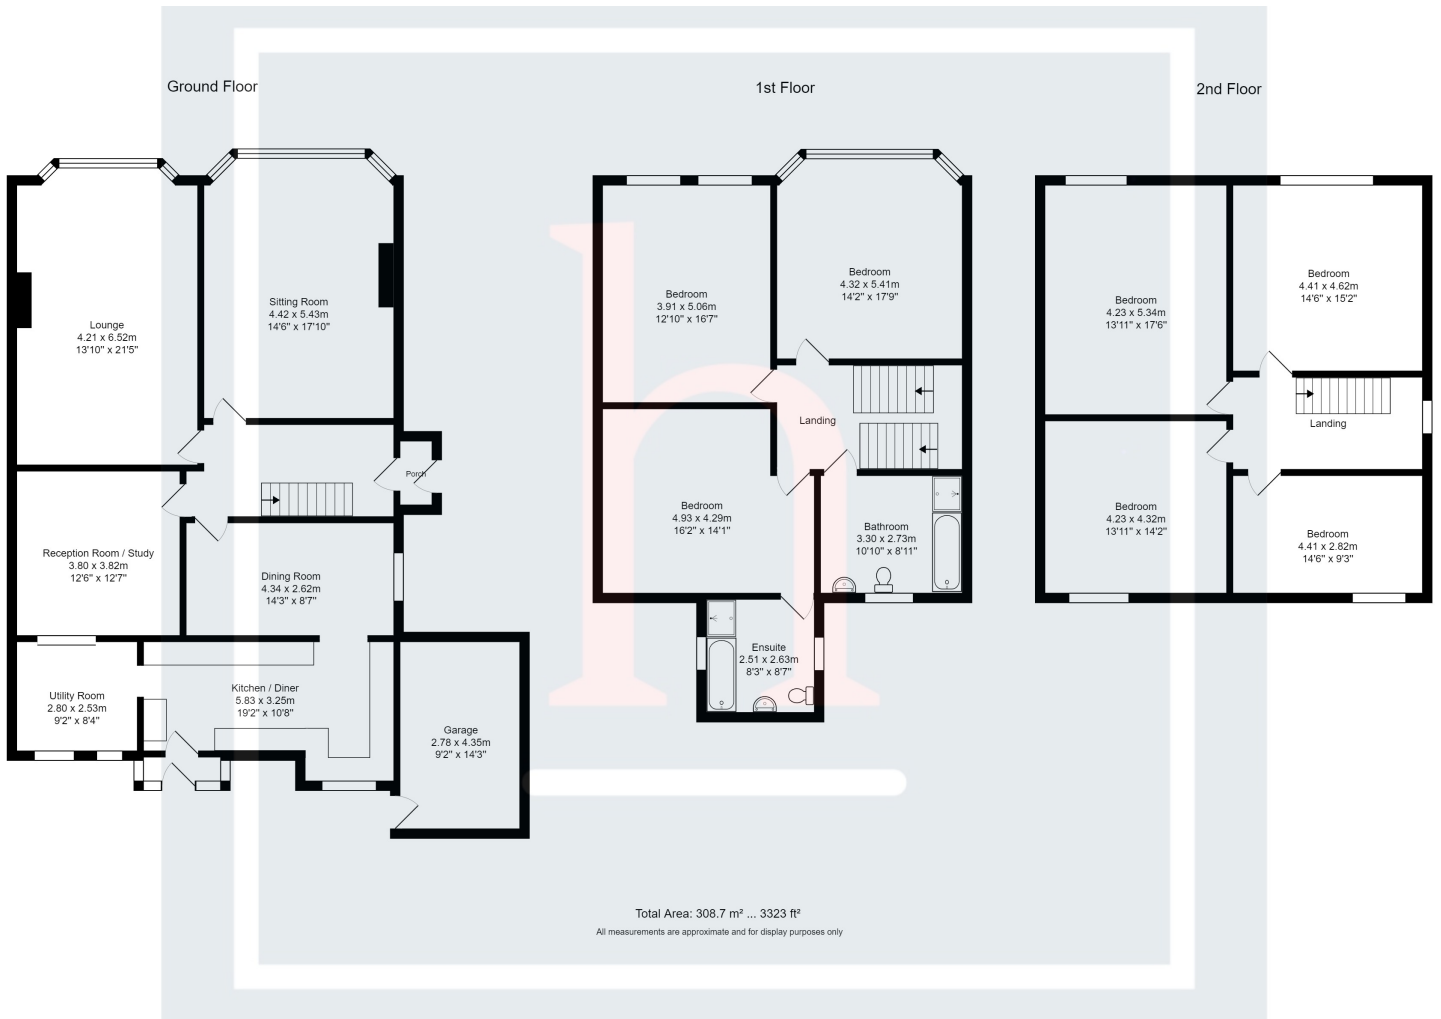 Ground Floor
1st Floor
2nd Floor
Lounge
4.21 x 6.52m
13'10" x 21'5"
Sitting Room
4.42 x 5.43m
14'6" x 17'10"
Porch
Reception Room / Study
3.80 x 3.82m
12'6" x 12'7"
Dining Room
4.34 x 2.62m
14'3" x 8'7"
Utility Room
2.80 x 2.53m
9'2" x 8'4"
Kitchen / Diner
5.83 x 3.25m
19'2" x 10'8"
Garage
2.78 x 4.35m
9'2" x 14'3"
Bedroom
3.91 x 5.06m
12'10" x 16'7"
Bedroom
4.32 x 5.41m
14'2" x 17'9"
Landing
Bedroom
4.93 x 4.29m
16'2" x 14'1"
Bathroom
3.30 x 2.73m
10'10" x 8'11"
Ensuite
2.51 x 2.63m
8'3" x 8'7"
Bedroom
4.23 x 5.34m
13'11" x 17'6"
Bedroom
4.41 x 4.62m
14'6" x 15'2"
Landing
Bedroom
4.23 x 4.32m
13'11" x 14'2"
Bedroom
4.41 x 2.82m
14'6" x 9'3"
h
Total Area: 308.7 m² ... 3323 ft²
All measurements are approximate and for display purposes only